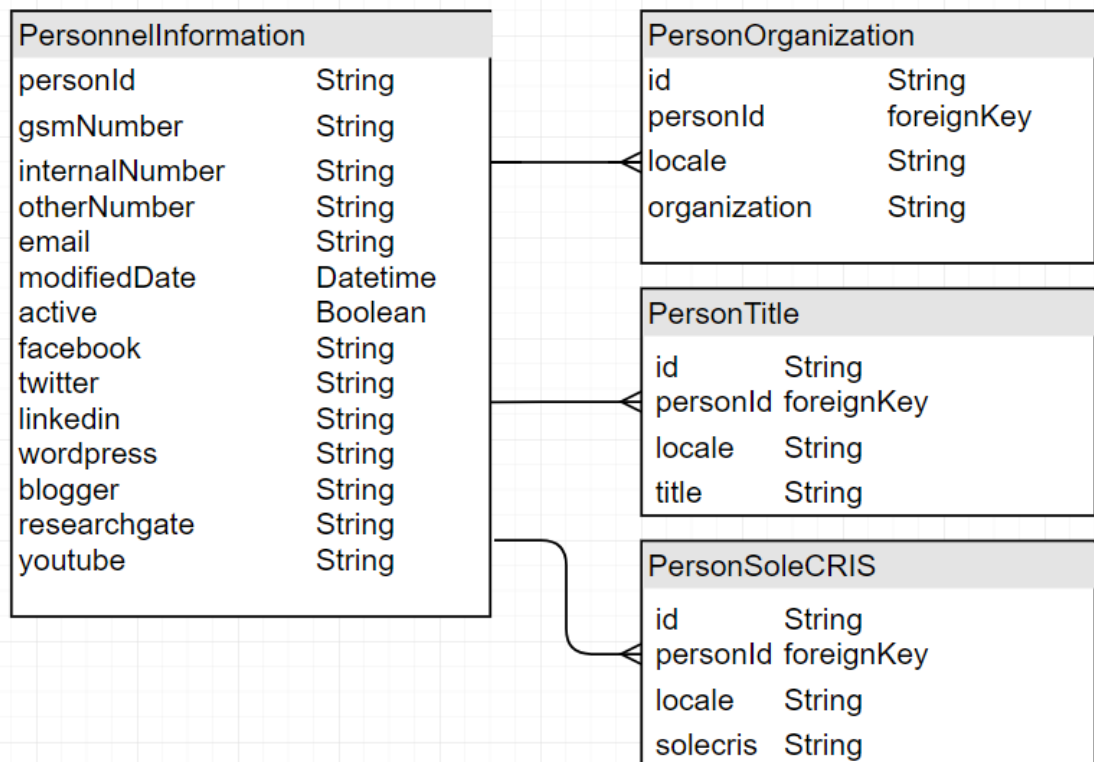 PersonnelInformation
personId String
gsmNumber String
internalNumber String
otherNumber String
email String
modifiedDate Datetime
active Boolean
facebook String
twitter String
linkedin String
wordpress String
blogger String
researchgate String
youtube String
PersonOrganization
id String
personId foreignKey
locale String
organization String
PersonTitle
id String
personId foreignKey
locale String
title String
PersonSoleCRIS
id String
personId foreignKey
locale String
solecris String